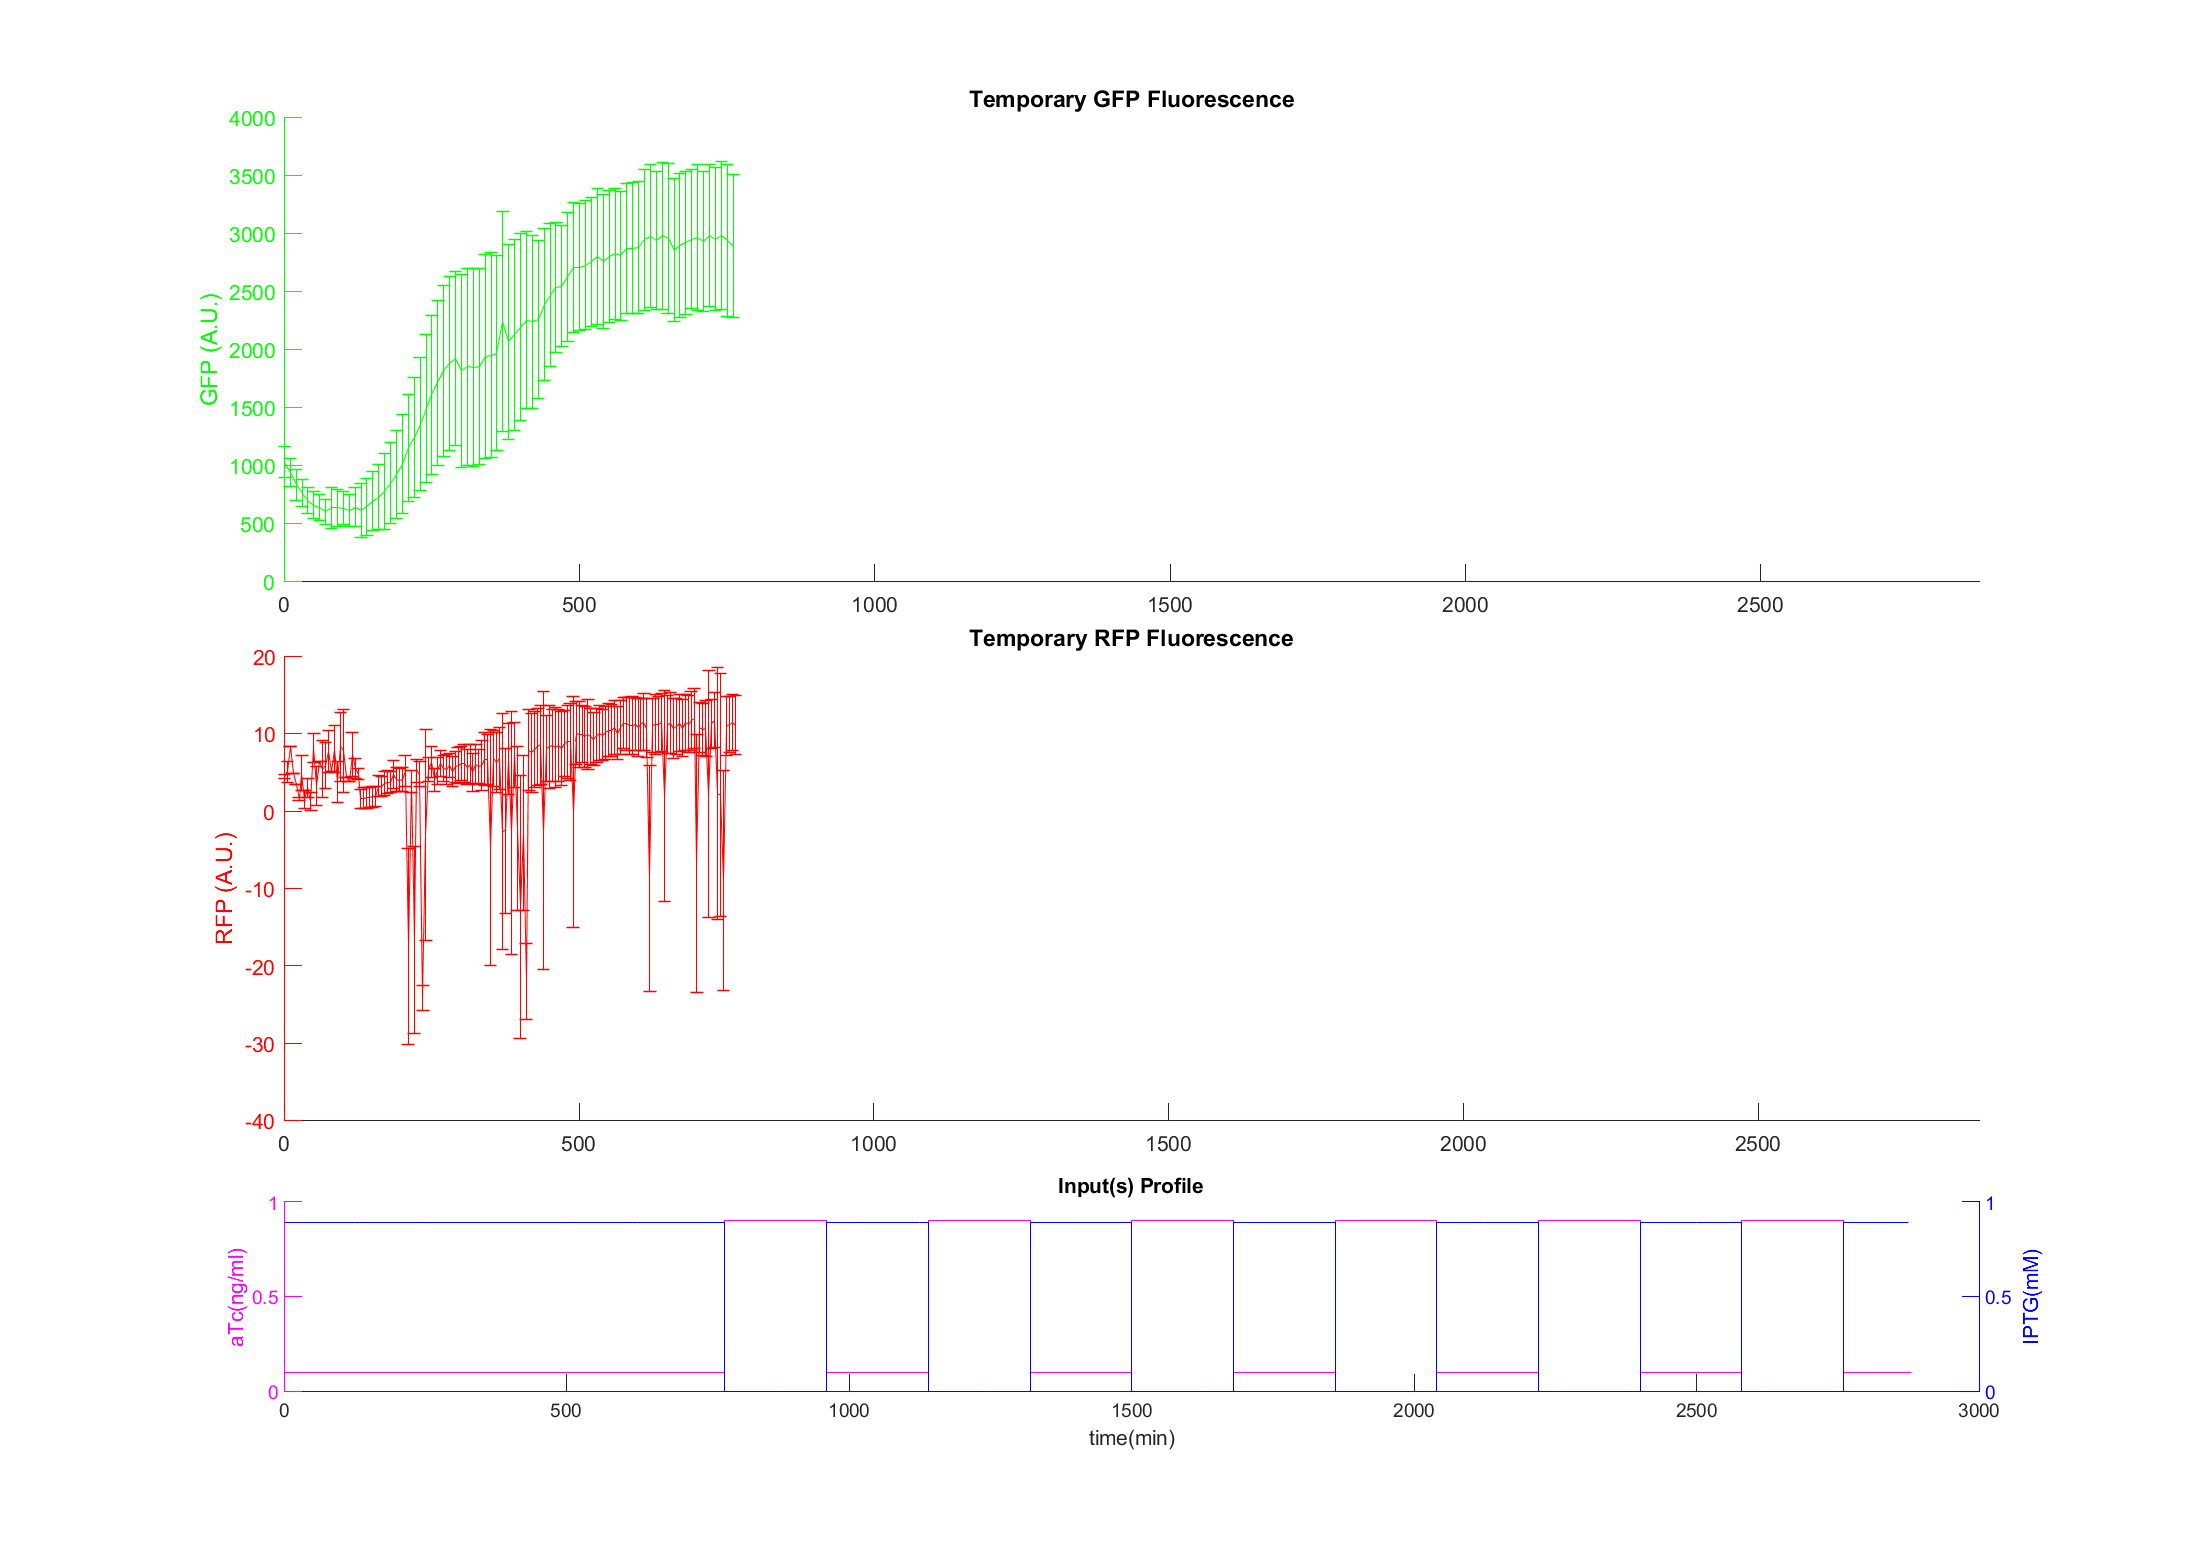 Temporary GFP Fluorescence
4000
3500
3000
2500
2000
1500
1000
500
0
GFP (A.U.)
0 500 1000 1500 2000 2500
Temporary RFP Fluorescence
20
10
0
-10
-20
-30
-40
RFP (A.U.)
0 500 1000 1500 2000 2500
Input(s) Profile
1
0.5
0
aTc(ng/ml)
1
0.5
0
IPTG(mM)
0 500 1000 1500 2000 2500 3000
time(min)